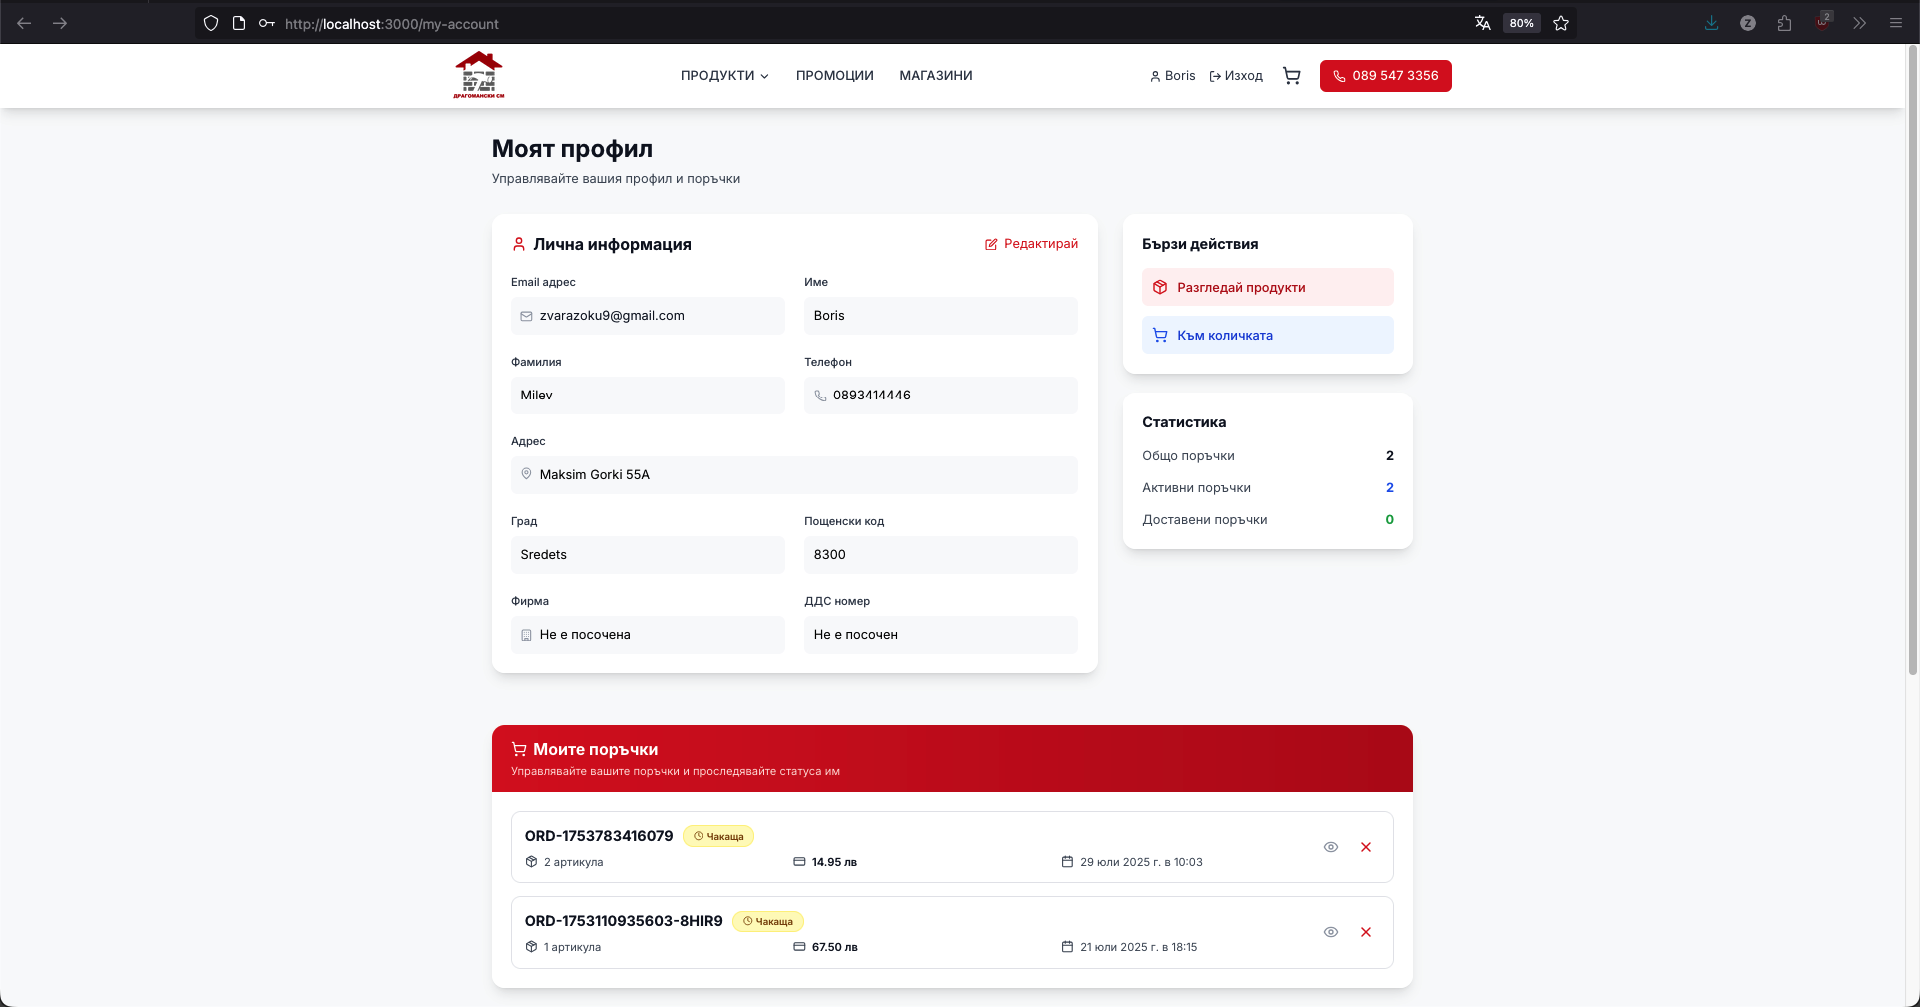 http://localhost:3000/my-account
80%
Z
2
ДРАГОМАНСКИ СМ
ПРОДУКТИ
ПРОМОЦИИ
МАГАЗИНИ
Boris
Изход
089 547 3356
Моят профил
Управлявайте вашия профил и поръчки
Лична информация
Редактирай
Email адрес
Име
zvarazoku9@gmail.com
Boris
Фамилия
Телефон
Milev
0893414446
Адрес
Maksim Gorki 55A
Град
Пощенски код
Sredets
8300
Фирма
ДДС номер
Не е посочена
Не е посочен
Бързи действия
Разгледай продукти
Към количката
Статистика
Общо поръчки 2
Активни поръчки 2
Доставени поръчки 0
Моите поръчки
Управлявайте вашите поръчки и проследявайте статуса им
ORD-1753783416079 Чакаща
2 артикула 14.95 лв 29 юли 2025 г. в 10:03
ORD-1753110935603-8HIR9 Чакаща
1 артикула 67.50 лв 21 юли 2025 г. в 18:15